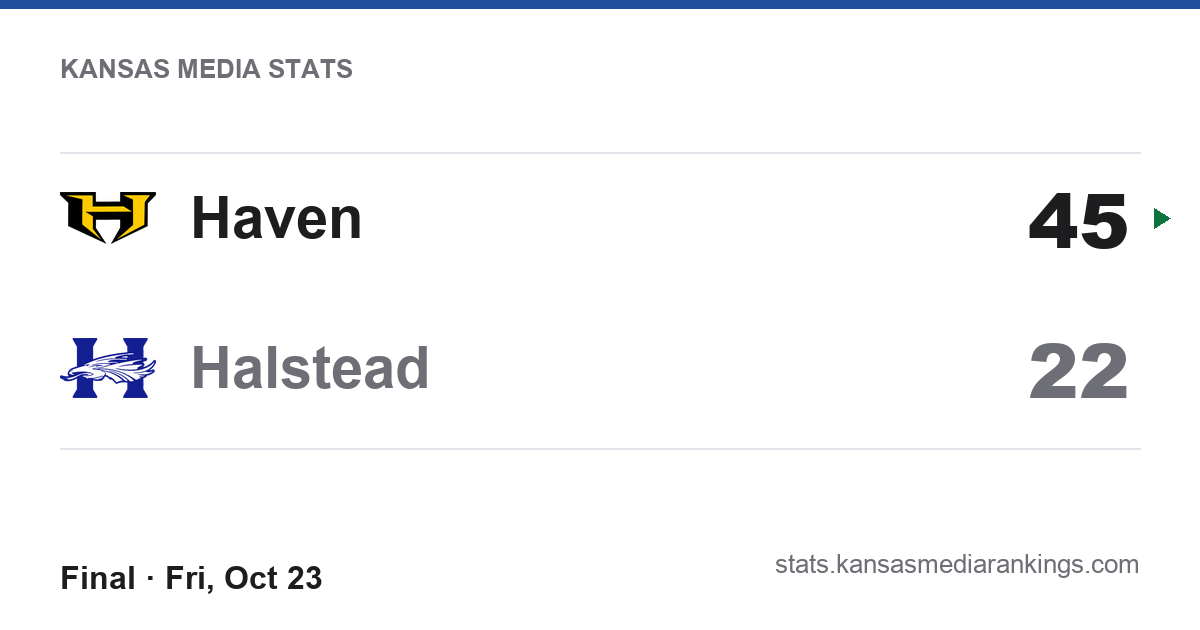 KANSAS MEDIA STATS
Haven 45
Halstead 22
Final · Fri, Oct 23
stats.kansasmediarankings.com